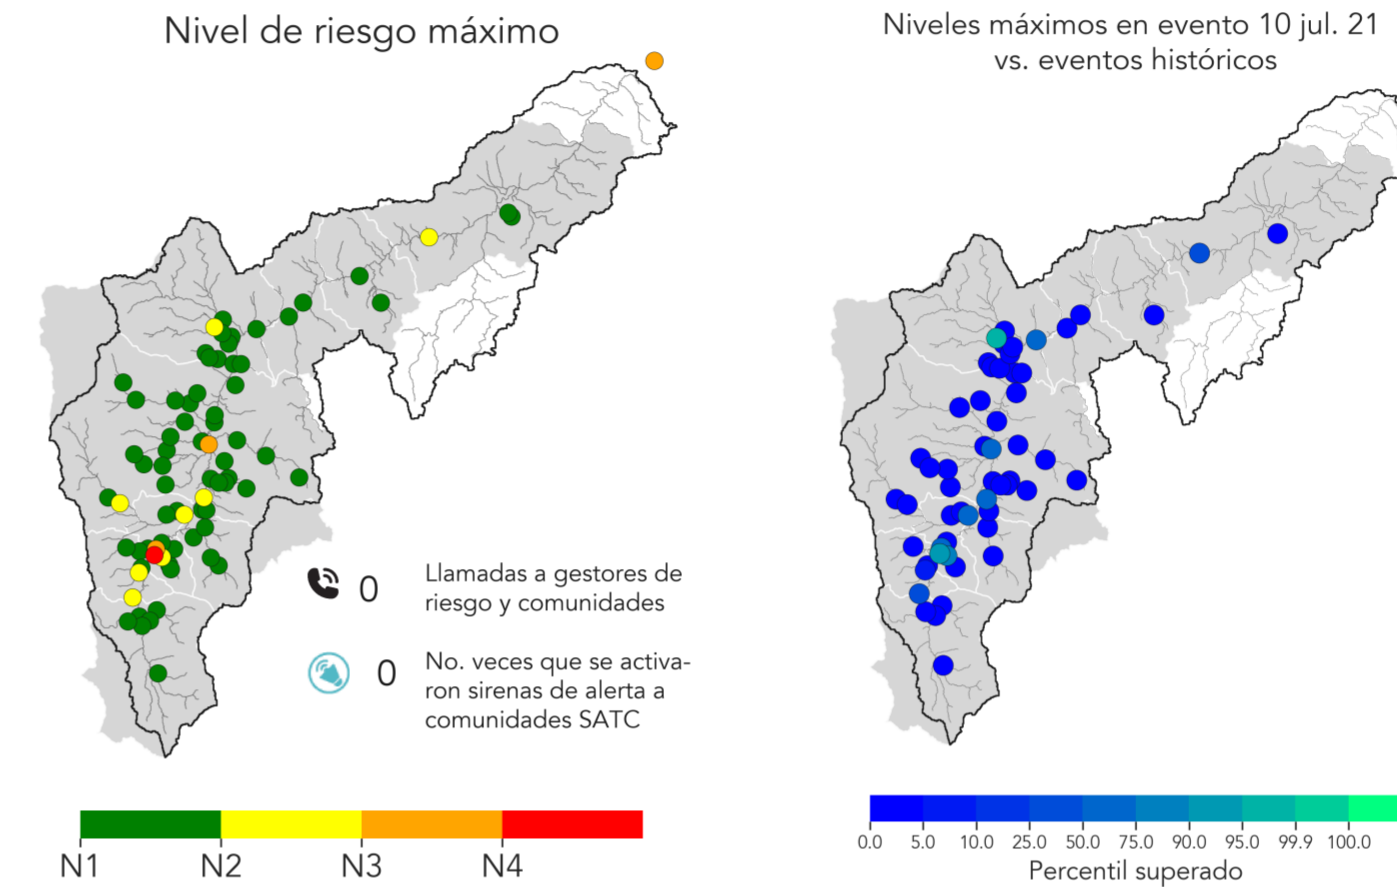 Nivel de riesgo máximo
0
Llamadas a gestores de
riesgo y comunidades
0
No. veces que se activa-
ron sirenas de alerta a
comunidades SATC
N1 N2 N3 N4
Niveles máximos en evento 10 jul. 21
vs. eventos históricos
0.0 5.0 10.0 25.0 50.0 75.0 90.0 95.0 99.9 100.0
Percentil superado